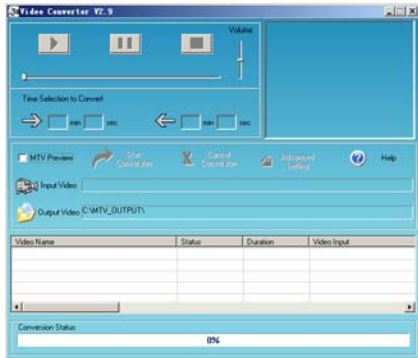 Video Converter V2.9
Volume
Time Selection to Convert
min sec min sec
MTV Preview Start Conversion Cancel Conversion Advanced Setting Help
Input Video
Output Video C:\MTV_OUTPUT\
Video Name Status Duration Video Input
Conversion Status
0%